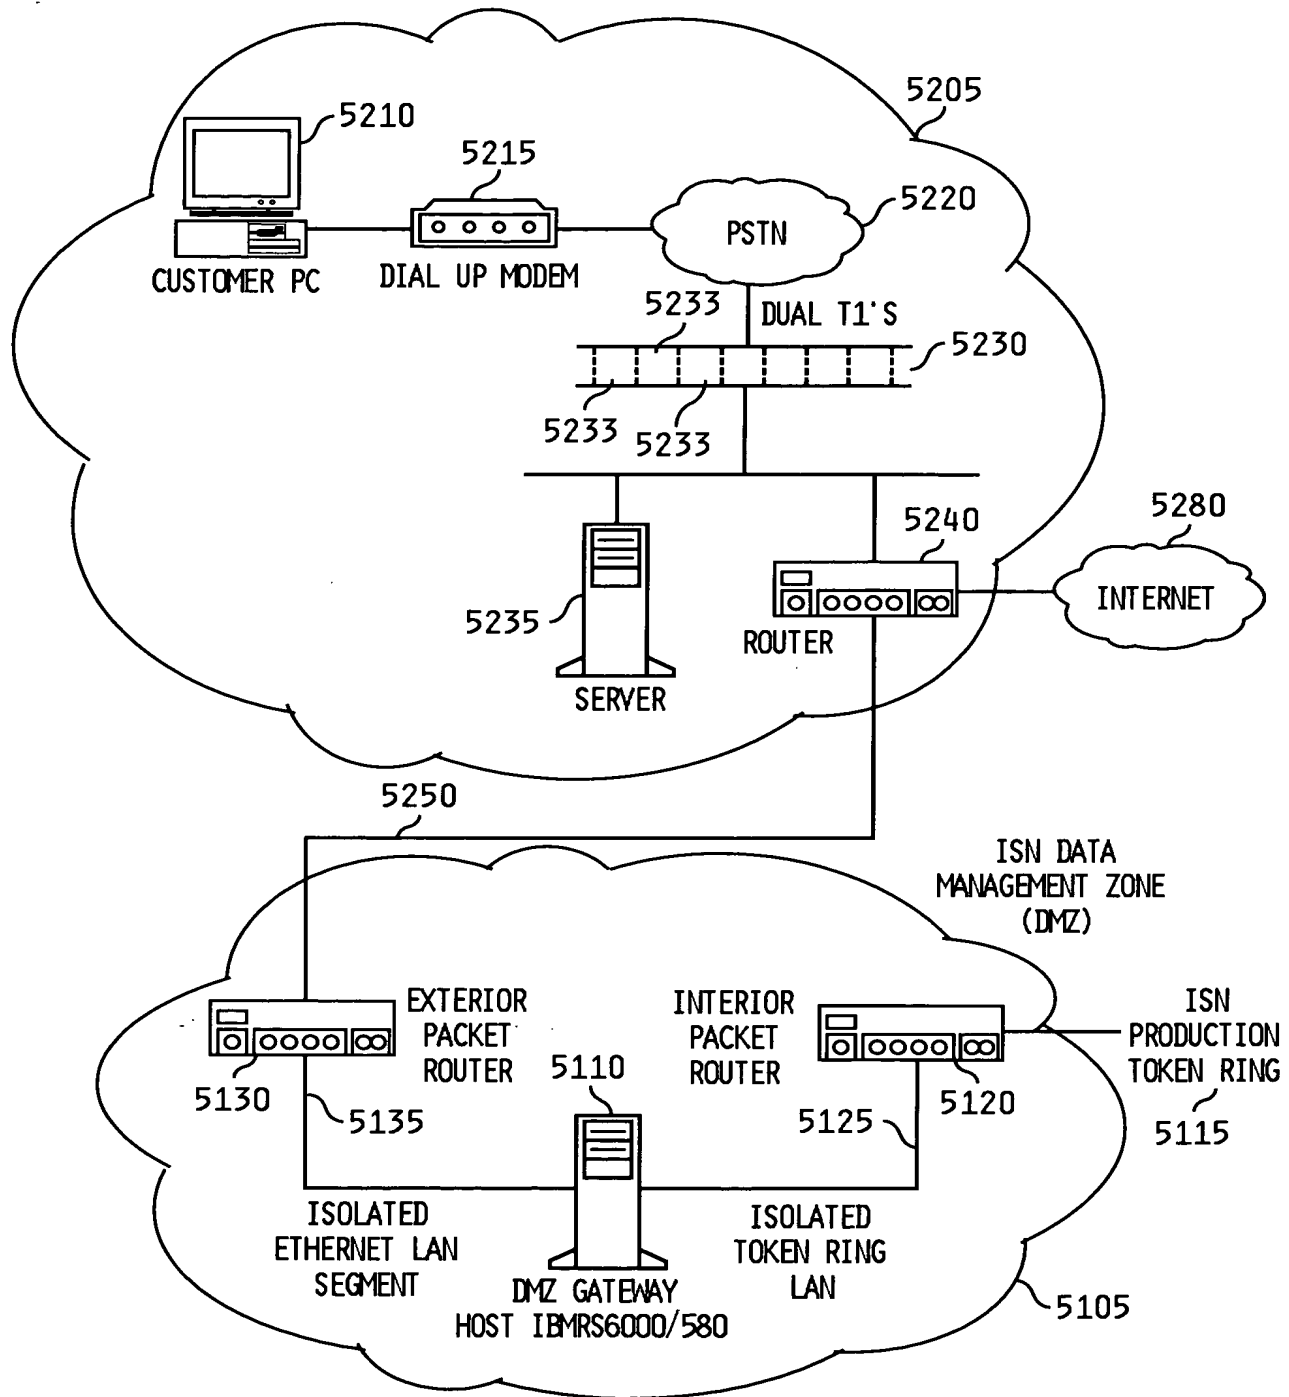 5205
5210
5215
5220
PSTN
CUSTOMER PC
DIAL UP MODEM
5233
DUAL T1'S
5230
5233
5233
5240
5280
INTERNET
5235
ROUTER
SERVER
5250
ISN DATA
MANAGEMENT ZONE
(DMZ)
EXTERIOR
PACKET
ROUTER
INTERIOR
PACKET
ROUTER
ISN
PRODUCTION
TOKEN RING
5115
5130
5110
5120
5135
5125
ISOLATED
ETHERNET LAN
SEGMENT
ISOLATED
TOKEN RING
LAN
DMZ GATEWAY
HOST IBMRS6000/580
5105